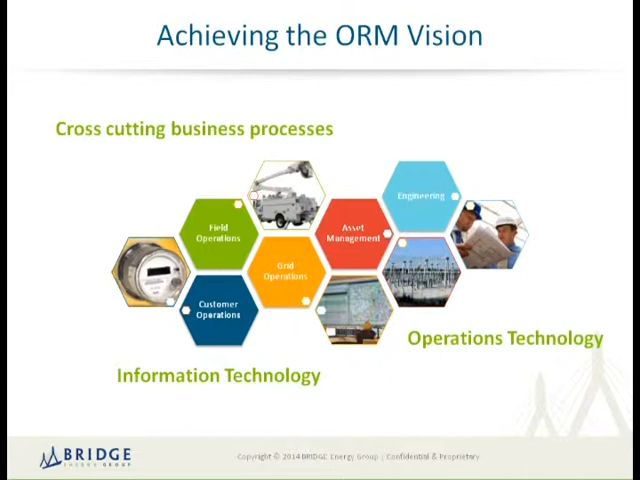 Achieving the ORM Vision
Cross cutting business processes
Engineering
Field
Operations
Asset
Management
Grid
Operations
Customer
Operations
Operations Technology
Information Technology
BRIDGE
ENERGY GROUP
Copyright © 2014 BRIDGE Energy Group | Confidential & Proprietary